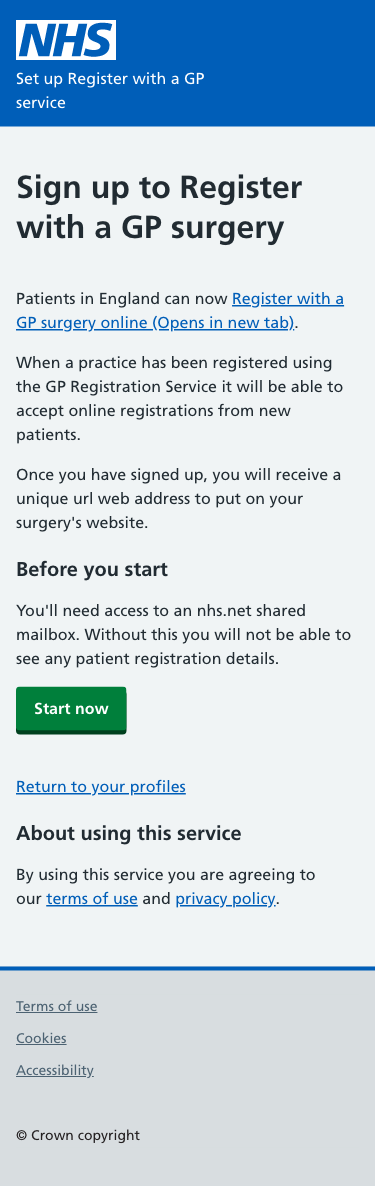 NHS
Set up Register with a GP
service
Sign up to Register
with a GP surgery
Patients in England can now Register with a
GP surgery online (Opens in new tab).
When a practice has been registered using
the GP Registration Service it will be able to
accept online registrations from new
patients.
Once you have signed up, you will receive a
unique url web address to put on your
surgery's website.
Before you start
You'll need access to an nhs.net shared
mailbox. Without this you will not be able to
see any patient registration details.
Start now
Return to your profiles
About using this service
By using this service you are agreeing to
our terms of use and privacy policy.
Terms of use
Cookies
Accessibility
© Crown copyright